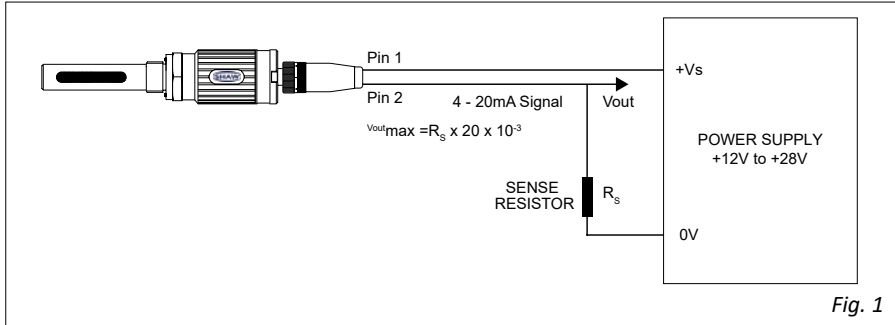 Pin 1
+Vs
Pin 2
4 - 20mA Signal
Vout
Voutmax =RS x 20 x 10-3
POWER SUPPLY
+12V to +28V
SENSE
RESISTOR
RS
0V
SHAW
Fig. 1